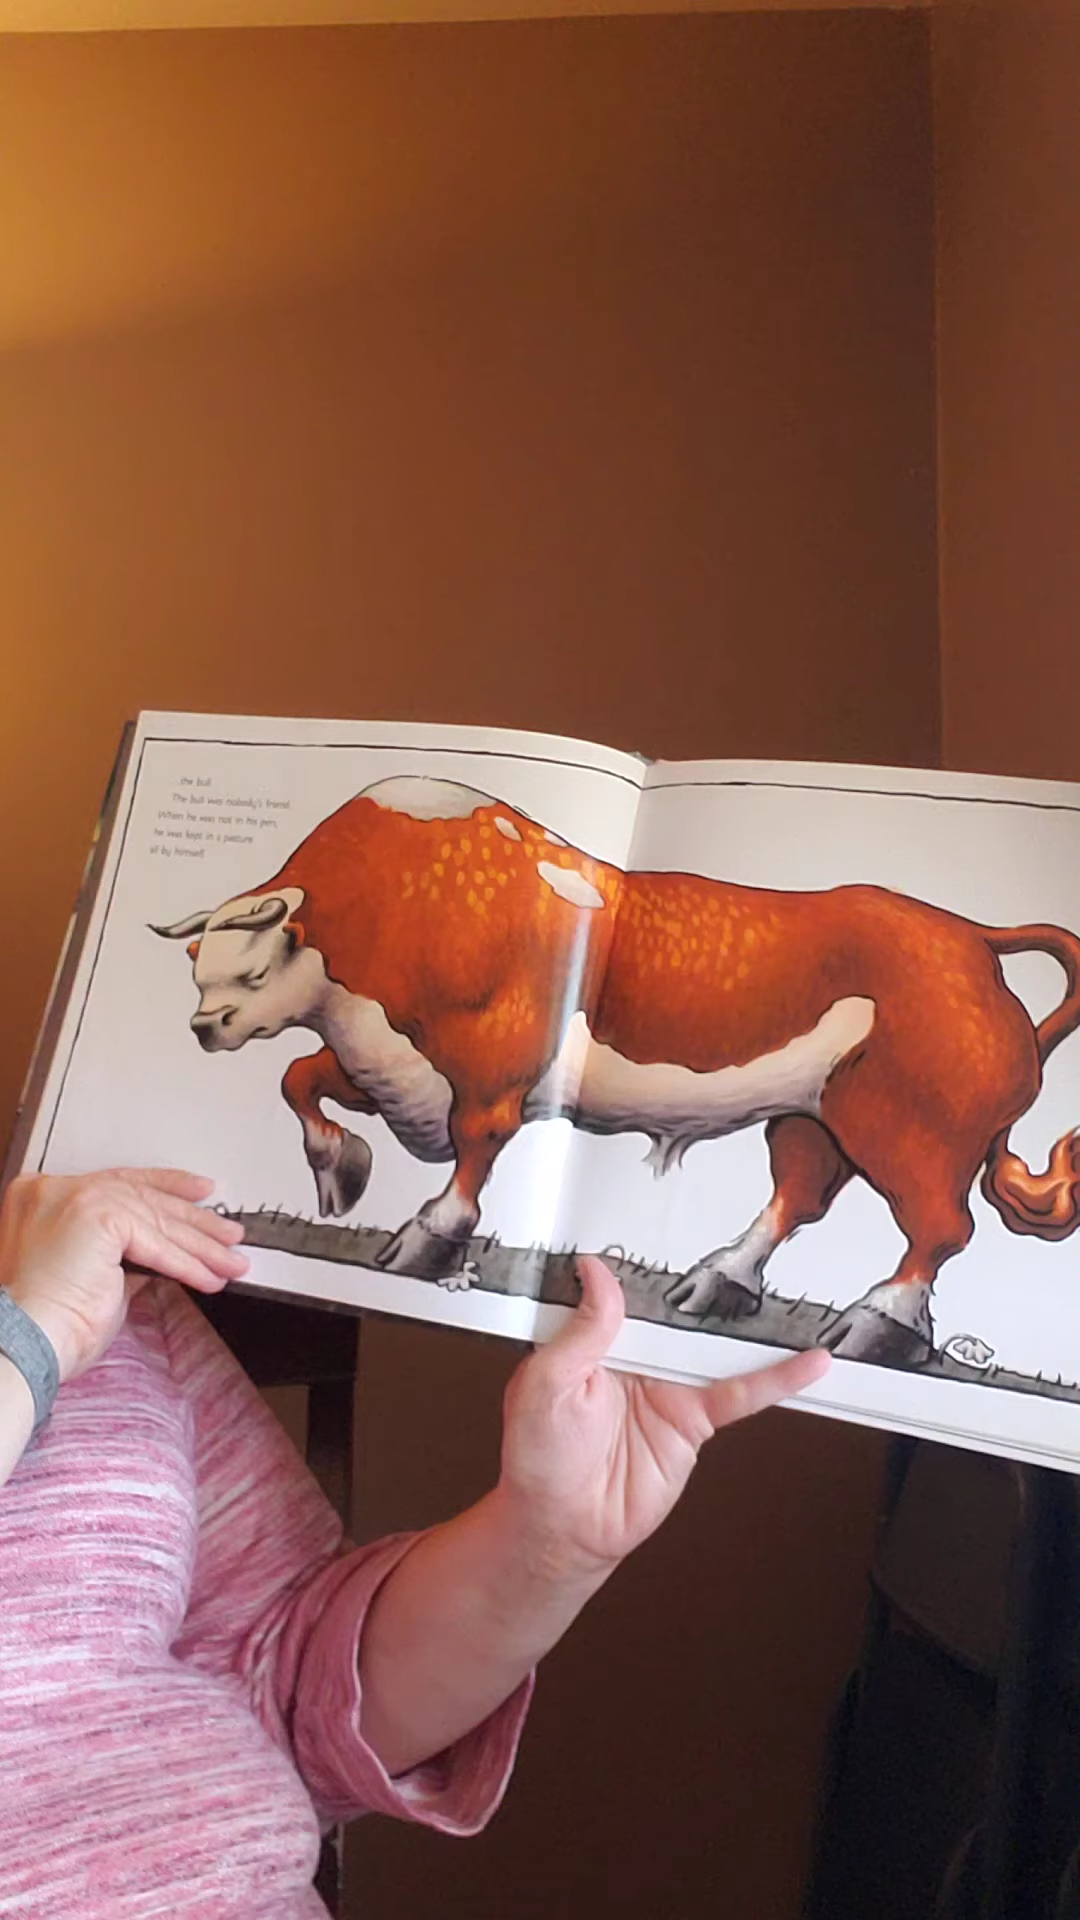 ...the bull.
The bull was nobody's friend.
When he was not in his pen,
he was kept in a pasture
all by himself.